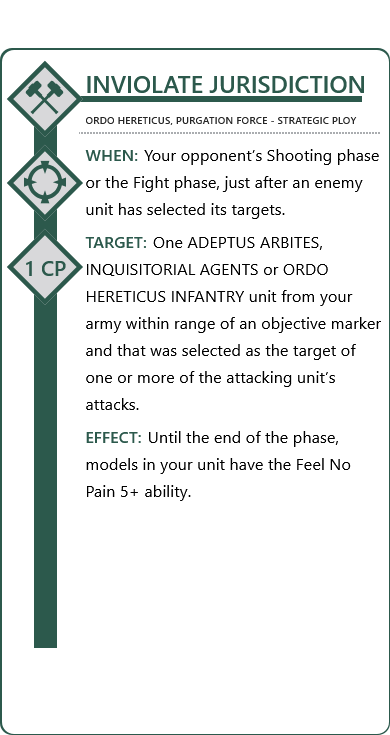 INVIOLATE JURISDICTION
ORDO HERETICUS, PURGATION FORCE - STRATEGIC PLOY
WHEN: Your opponent’s Shooting phase
or the Fight phase, just after an enemy
unit has selected its targets.
TARGET: One ADEPTUS ARBITES,
INQUISITORIAL AGENTS or ORDO
HERETICUS INFANTRY unit from your
army within range of an objective marker
and that was selected as the target of
one or more of the attacking unit’s
attacks.
1 CP
EFFECT: Until the end of the phase,
models in your unit have the Feel No
Pain 5+ ability.